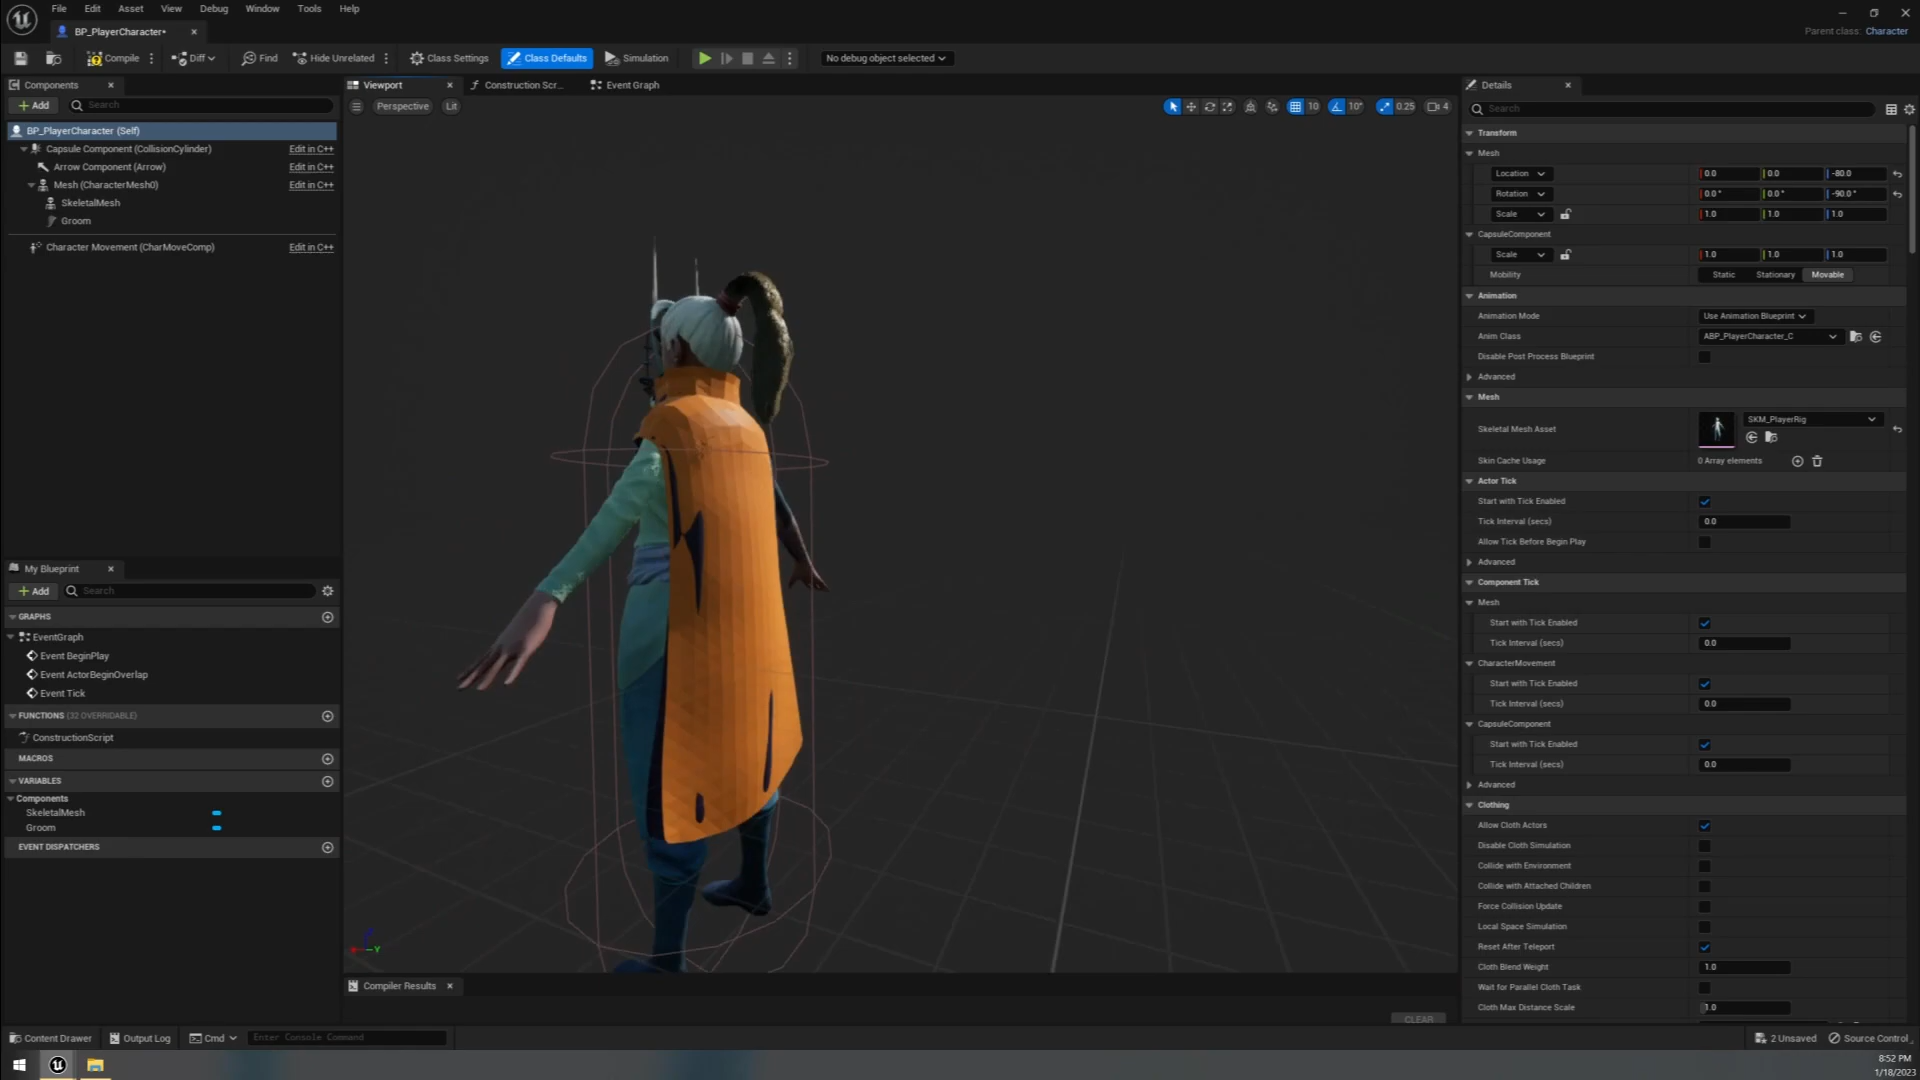 File Edit Asset View Debug Window Tools Help
BP_PlayerCharacter•
Parent class: Character
Compile Diff Find Hide Unrelated Class Settings Class Defaults Simulation No debug object selected
Components
Add Search
BP_PlayerCharacter (Self)
Capsule Component (CollisionCylinder) Edit in C++
Arrow Component (Arrow) Edit in C++
Mesh (CharacterMesh0) Edit in C++
SkeletalMesh
Groom
Character Movement (CharMoveComp) Edit in C++
My Blueprint
Add Search
GRAPHS
EventGraph
Event BeginPlay
Event ActorBeginOverlap
Event Tick
FUNCTIONS (32 OVERRIDABLE)
ConstructionScript
MACROS
VARIABLES
Components
SkeletalMesh
Groom
EVENT DISPATCHERS
Viewport Construction Scr... Event Graph
Perspective Lit 10 10° 0.25 4
Y
Compiler Results
CLEAR
Details
Search
Transform
Mesh
Location 0.0 0.0 -80.0
Rotation 0.0° 0.0° -90.0°
Scale 1.0 1.0 1.0
CapsuleComponent
Scale 1.0 1.0 1.0
Mobility Static Stationary Movable
Animation
Animation Mode Use Animation Blueprint
Anim Class ABP_PlayerCharacter_C
Disable Post Process Blueprint
Advanced
Mesh
Skeletal Mesh Asset SKM_PlayerRig
Skin Cache Usage 0 Array elements
Actor Tick
Start with Tick Enabled
Tick Interval (secs) 0.0
Allow Tick Before Begin Play
Advanced
Component Tick
Mesh
Start with Tick Enabled
Tick Interval (secs) 0.0
CharacterMovement
Start with Tick Enabled
Tick Interval (secs) 0.0
CapsuleComponent
Start with Tick Enabled
Tick Interval (secs) 0.0
Advanced
Clothing
Allow Cloth Actors
Disable Cloth Simulation
Collide with Environment
Collide with Attached Children
Force Collision Update
Local Space Simulation
Reset After Teleport
Cloth Blend Weight 1.0
Wait for Parallel Cloth Task
Cloth Max Distance Scale 1.0
Content Drawer Output Log Cmd Enter Console Command 2 Unsaved Source Control
8:52 PM
1/18/2023